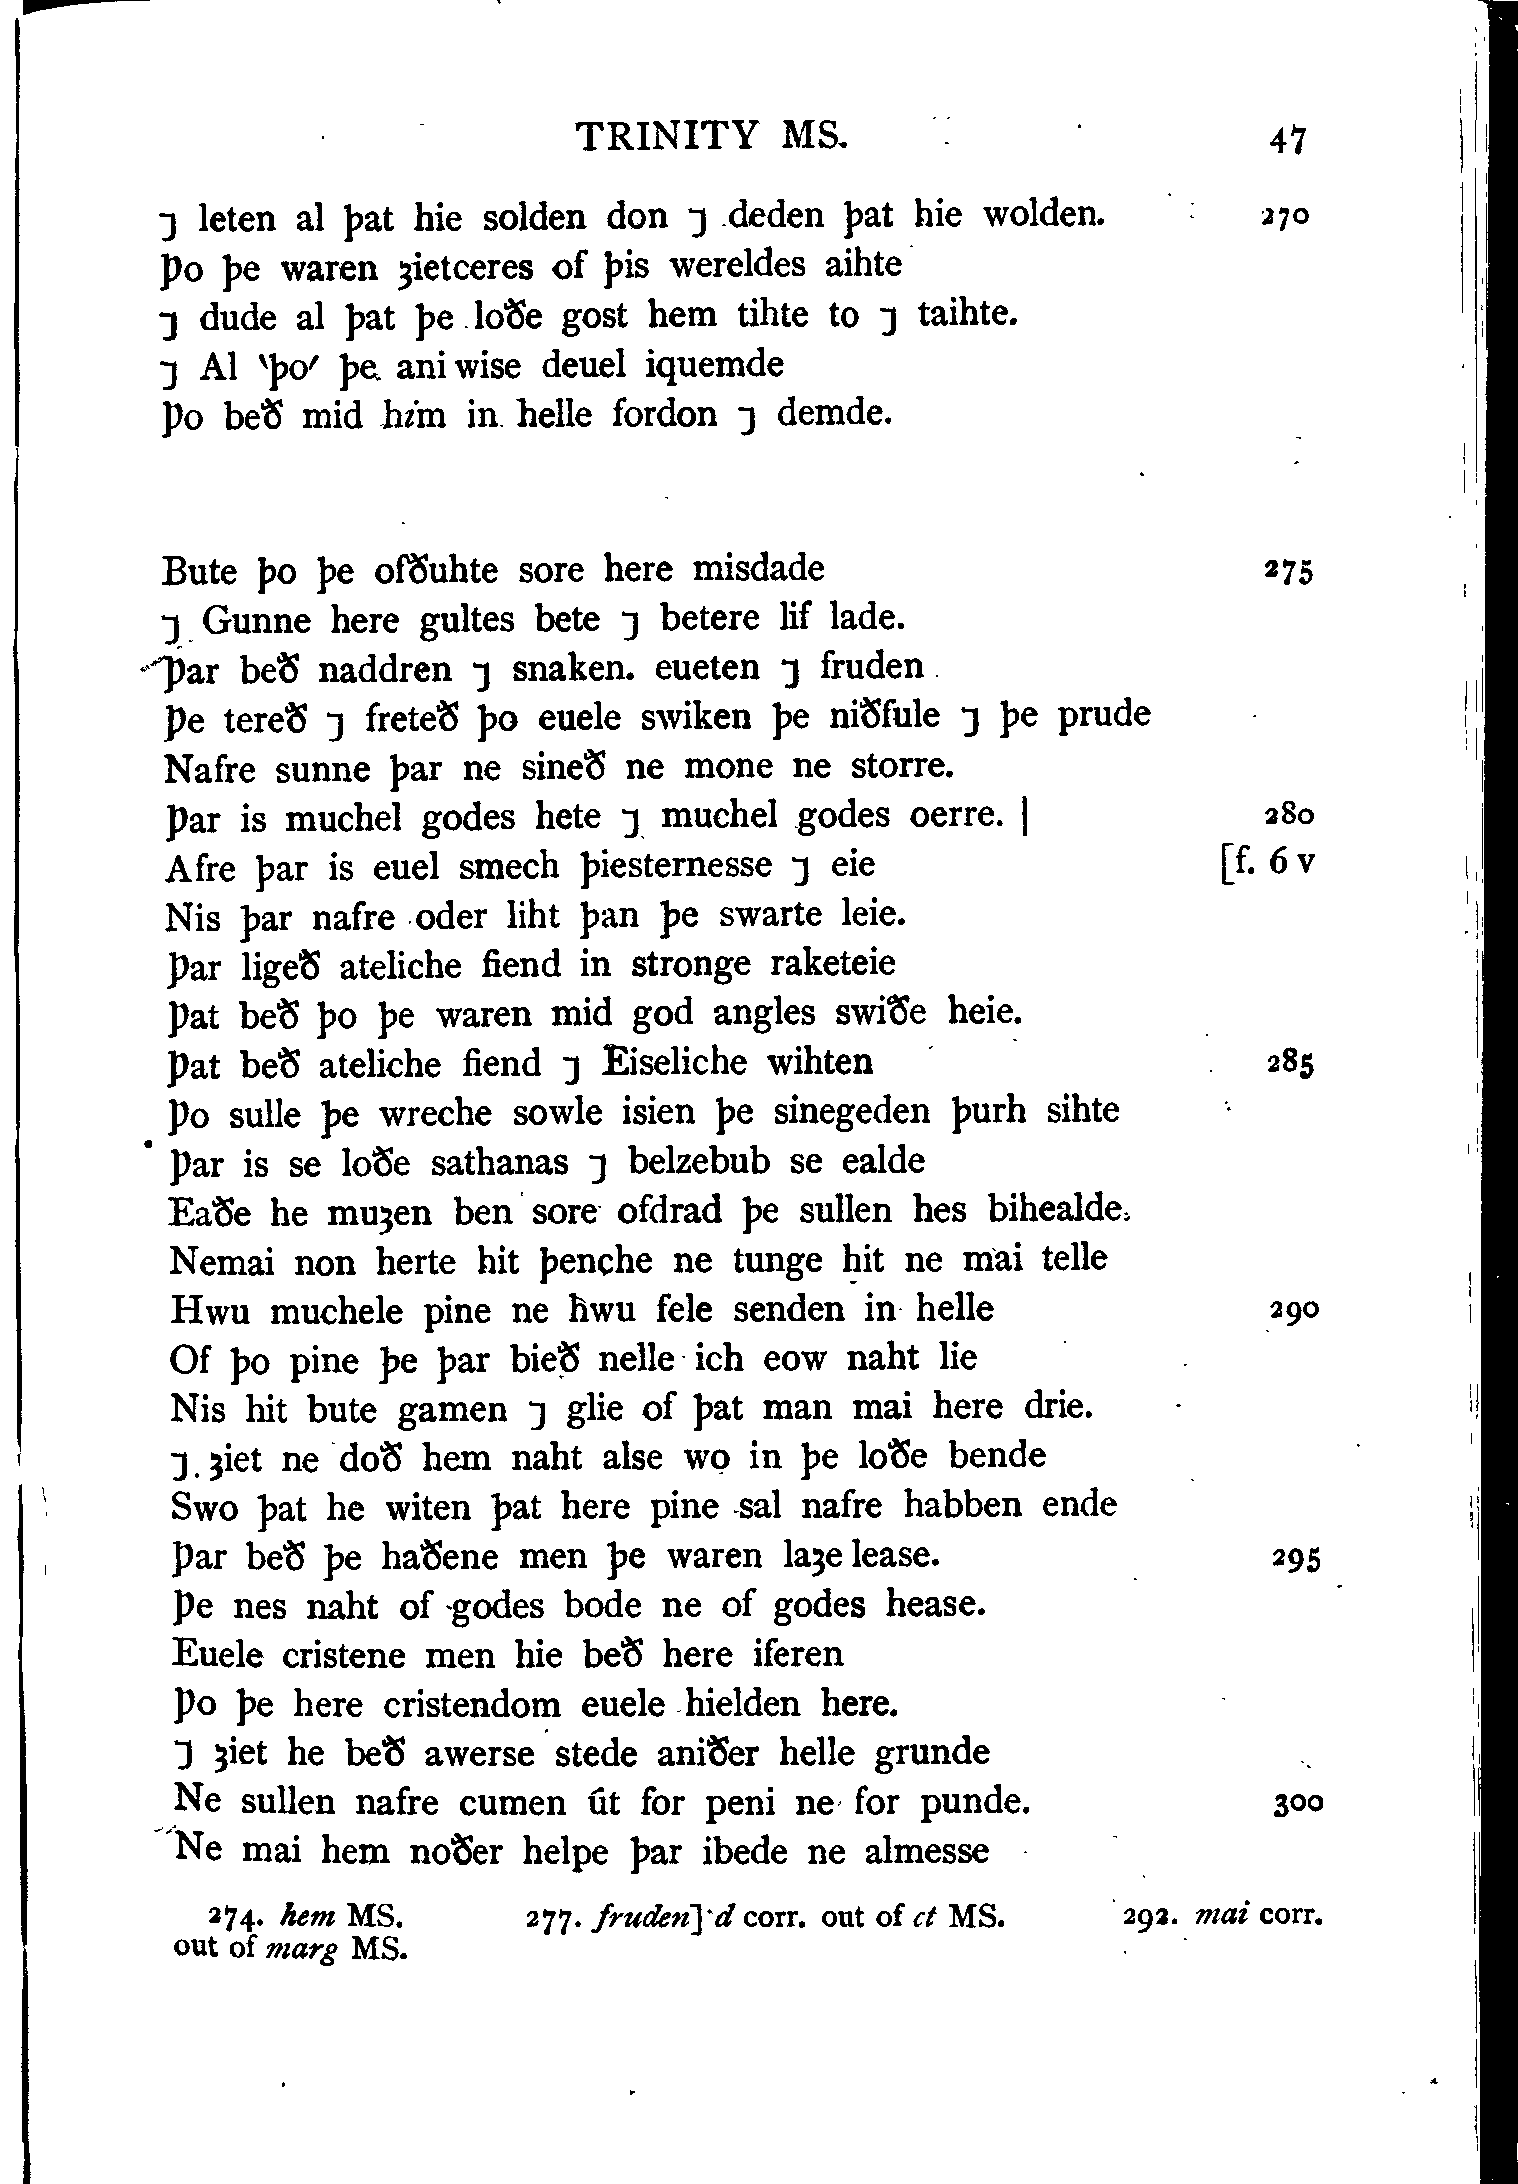 TRINITY MS. 47
⁊ leten al þat hie solden don ⁊ deden þat hie wolden. 270
Þo þe waren ȝietceres of þis wereldes aihte
⁊ dude al þat þe loðe gost hem tihte to ⁊ taihte.
⁊ Al `þo´ þe ani wise deuel iquemde
Þo beð mid him in helle fordon ⁊ demde.
Bute þo þe ofðuhte sore here misdade 275
⁊ Gunne here gultes bete ⁊ betere lif lade.
Þar beð naddren ⁊ snaken. eueten ⁊ fruden
Þe tereð ⁊ freteð þo euele swiken þe niðfule ⁊ þe prude
Nafre sunne þar ne sineð ne mone ne storre.
Þar is muchel godes hete ⁊ muchel godes oerre. | 280
Afre þar is euel smech þiesternesse ⁊ eie [f. 6 v
Nis þar nafre oder liht þan þe swarte leie.
Þar ligeð ateliche fiend in stronge raketeie
Þat beð þo þe waren mid god angles swiðe heie.
Þat beð ateliche fiend ⁊ Eiseliche wihten 285
Þo sulle þe wreche sowle isien þe sinegeden þurh sihte
Þar is se loðe sathanas ⁊ belzebub se ealde
Eaðe he muȝen ben sore ofdrad þe sullen hes bihealde.
Nemai non herte hit þenche ne tunge hit ne mai telle
Hwu muchele pine ne hwu fele senden in helle 290
Of þo pine þe þar bieð nelle ich eow naht lie
Nis hit bute gamen ⁊ glie of þat man mai here drie.
⁊ ȝiet ne doð hem naht alse wo in þe loðe bende
Swo þat he witen þat here pine sal nafre habben ende
Þar beð þe haðene men þe waren laȝe lease. 295
Þe nes naht of godes bode ne of godes hease.
Euele cristene men hie beð here iferen
Þo þe here cristendom euele hielden here.
⁊ ȝiet he beð awerse stede aniðer helle grunde
Ne sullen nafre cumen út for peni ne for punde. 300
Ne mai hem noðer helpe þar ibede ne almesse
274. hem MS. 277. fruden] d corr. out of ct MS. 292. mai corr.
out of marg MS.